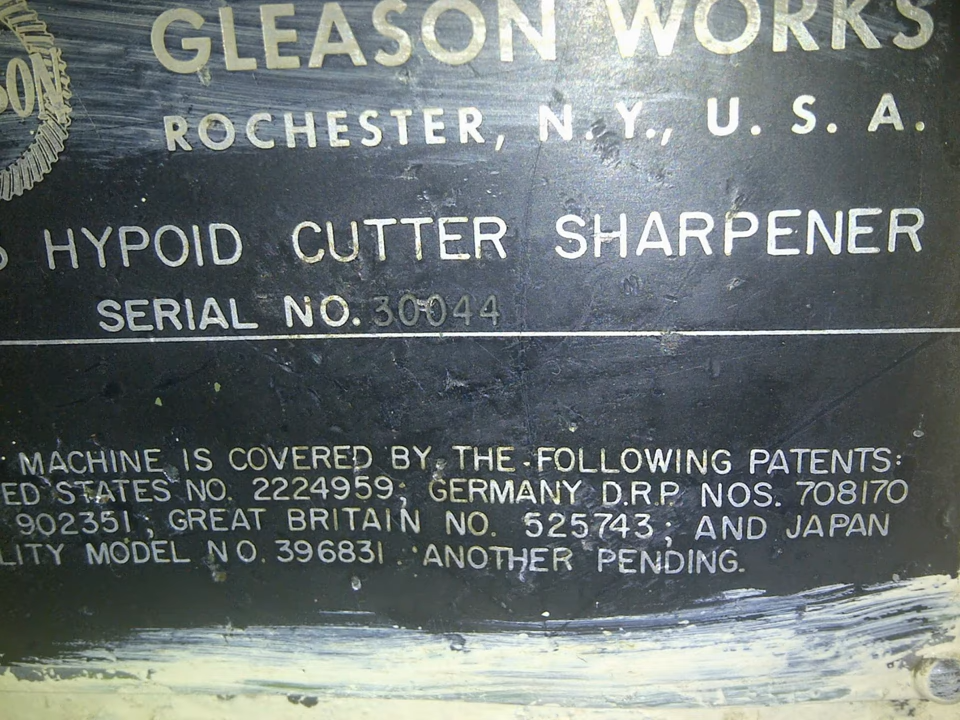 GLEASON WORKS
ROCHESTER, N.Y., U. S. A.
HYPOID CUTTER SHARPENER
SERIAL NO. 30044
MACHINE IS COVERED BY THE FOLLOWING PATENTS:
ED STATES NO. 2224959; GERMANY D.R.P. NOS. 708170
902351; GREAT BRITAIN NO. 525743; AND JAPAN
LITY MODEL NO. 396831. ANOTHER PENDING.